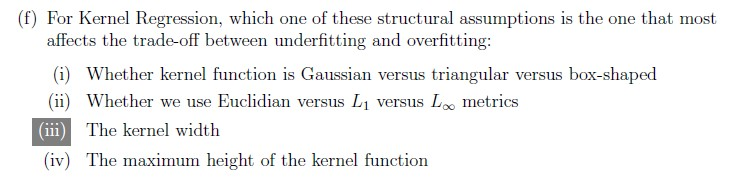 (f) For Kernel Regression, which one of these structural assumptions is the one that most
affects the trade-off between underfitting and overfitting:
(i) Whether kernel function is Gaussian versus triangular versus box-shaped
(ii) Whether we use Euclidian versus L₁ versus L∞ metrics
(iii) The kernel width
(iv) The maximum height of the kernel function